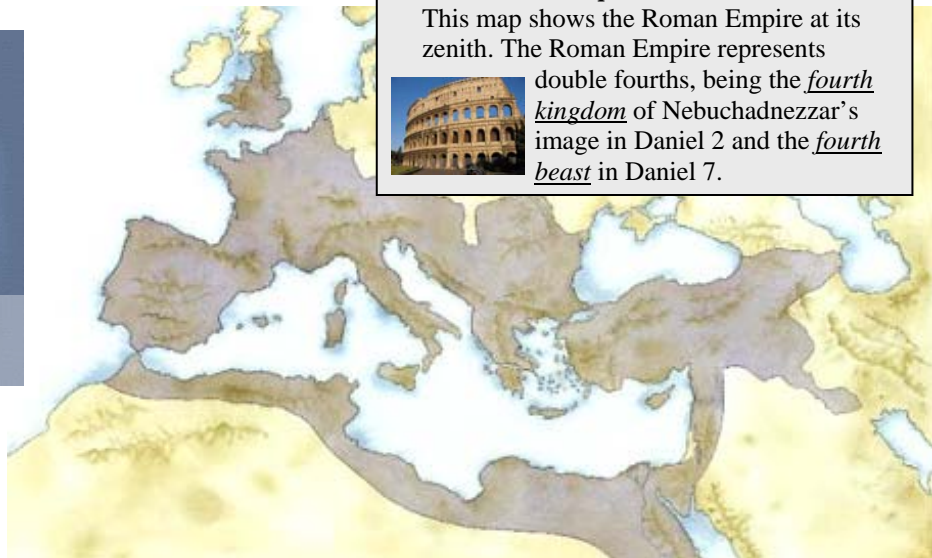 This map shows the Roman Empire at its
zenith. The Roman Empire represents
double fourths, being the fourth
kingdom of Nebuchadnezzar’s
image in Daniel 2 and the fourth
beast in Daniel 7.